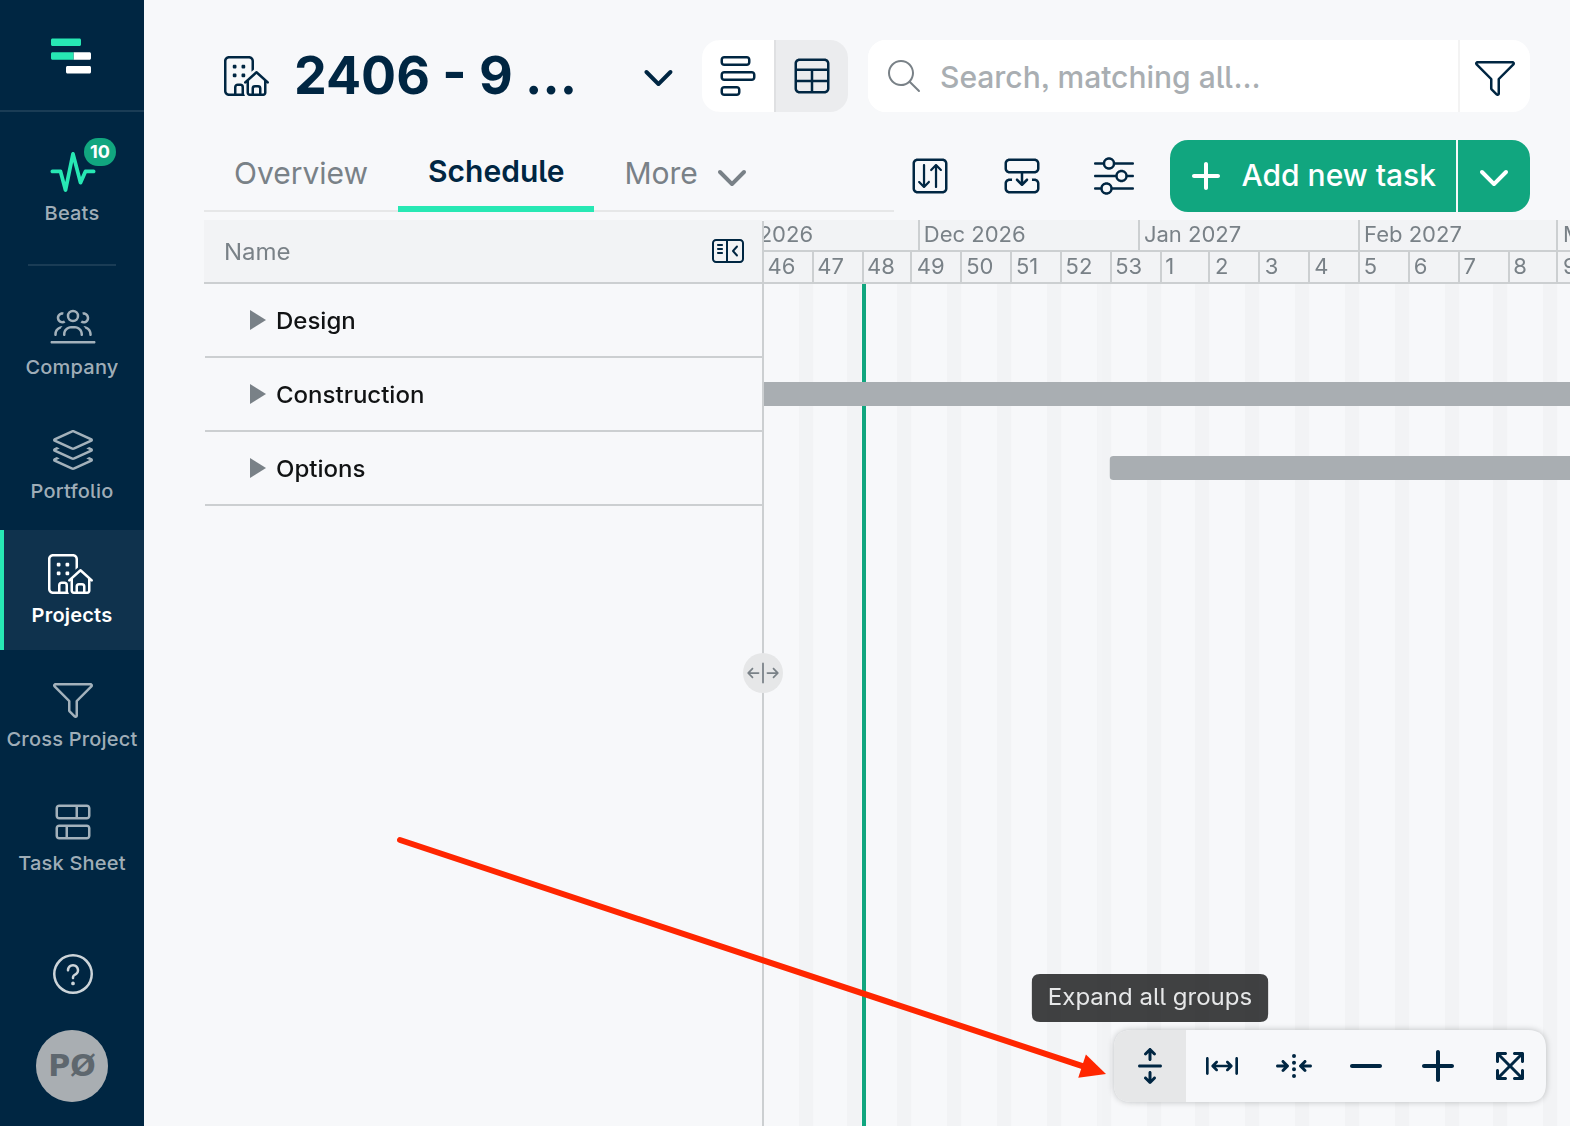 2406 - 9 ...
Search, matching all...
10
Beats
Overview
Schedule
More
Add new task
Name
2026
Dec 2026
Jan 2027
Feb 2027
46
47
48
49
50
51
52
53
1
2
3
4
5
6
7
8
Design
Company
Construction
Portfolio
Options
Projects
Cross Project
Task Sheet
Expand all groups
PØ